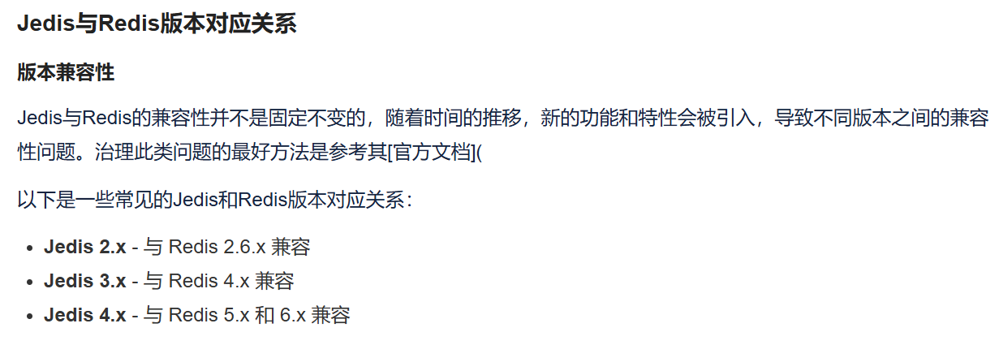 Jedis与Redis版本对应关系
版本兼容性
Jedis与Redis的兼容性并不是固定不变的，随着时间的推移，新的功能和特性会被引入，导致不同版本之间的兼容
性问题。治理此类问题的最好方法是参考其[官方文档](
以下是一些常见的Jedis和Redis版本对应关系：
• Jedis 2.x - 与 Redis 2.6.x 兼容
• Jedis 3.x - 与 Redis 4.x 兼容
• Jedis 4.x - 与 Redis 5.x 和 6.x 兼容